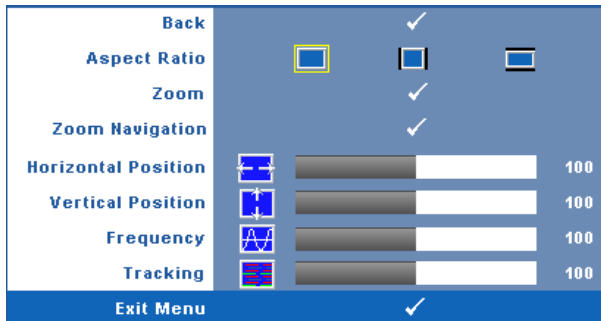 Back
Aspect Ratio
Zoom
Zoom Navigation
Horizontal Position 100
Vertical Position 100
Frequency 100
Tracking 100
Exit Menu